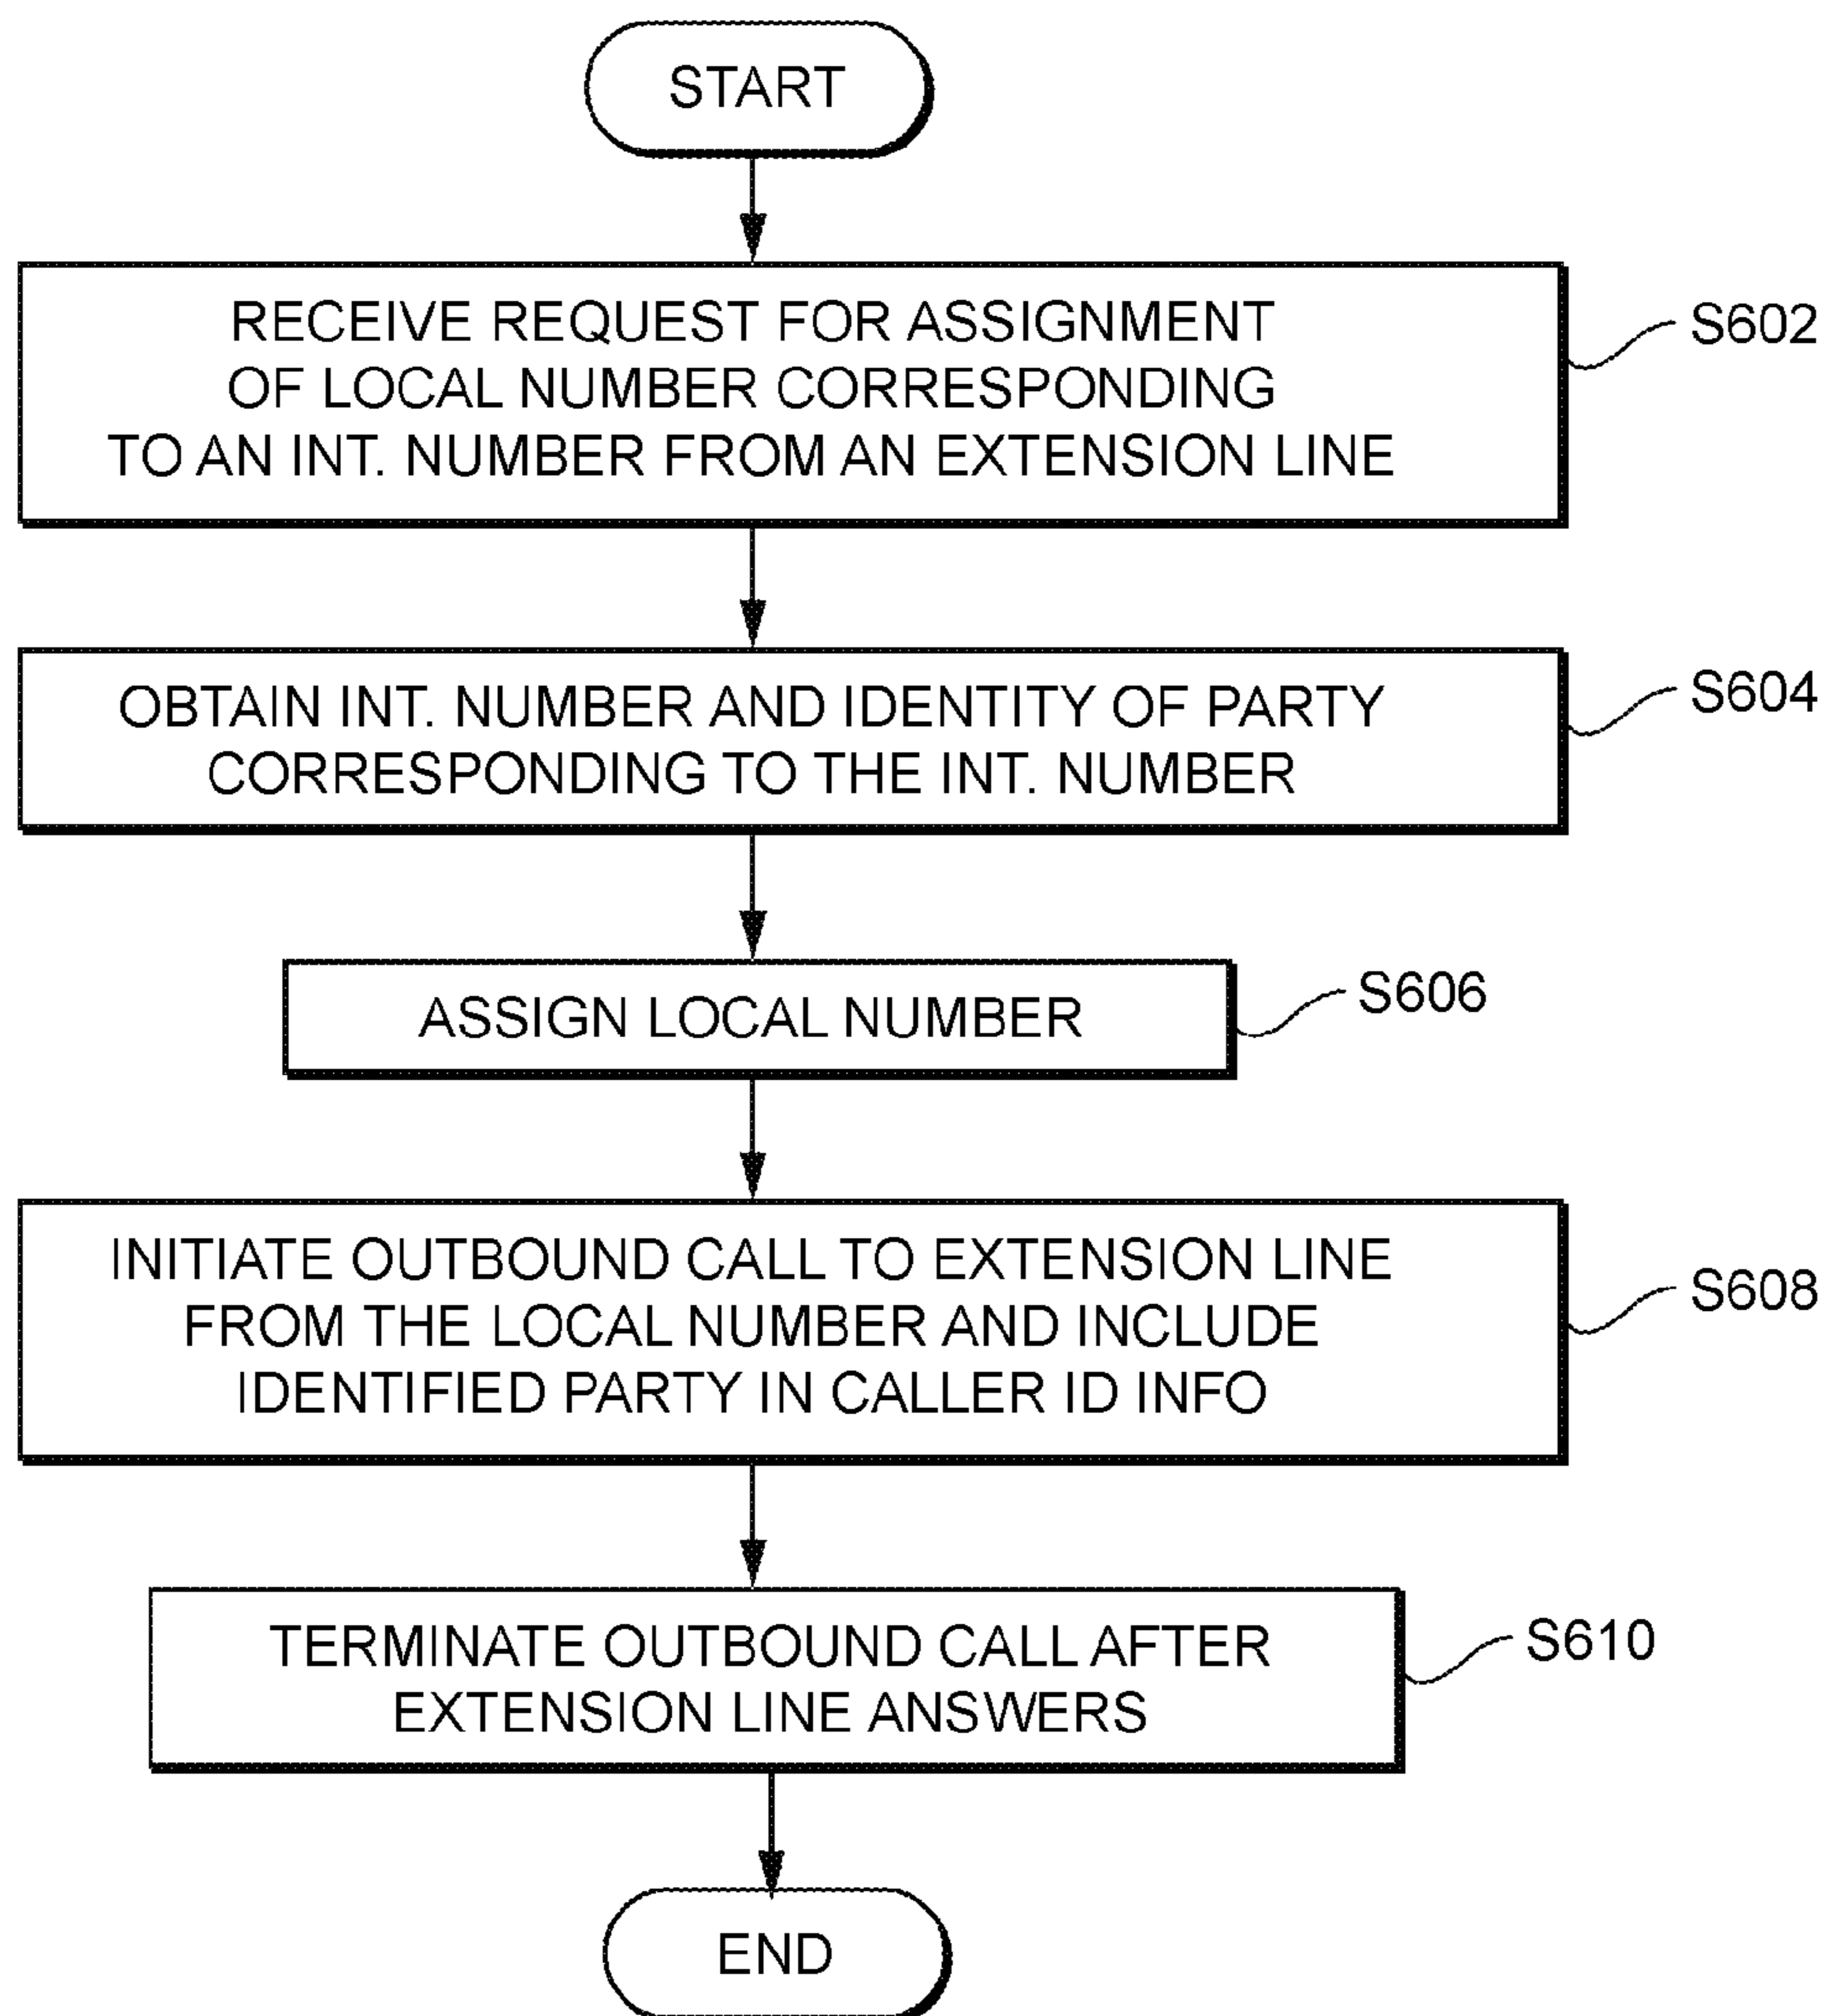 START
RECEIVE REQUEST FOR ASSIGNMENT
OF LOCAL NUMBER CORRESPONDING
TO AN INT. NUMBER FROM AN EXTENSION LINE
S602
OBTAIN INT. NUMBER AND IDENTITY OF PARTY
CORRESPONDING TO THE INT. NUMBER
S604
ASSIGN LOCAL NUMBER
S606
INITIATE OUTBOUND CALL TO EXTENSION LINE
FROM THE LOCAL NUMBER AND INCLUDE
IDENTIFIED PARTY IN CALLER ID INFO
S608
TERMINATE OUTBOUND CALL AFTER
EXTENSION LINE ANSWERS
S610
END